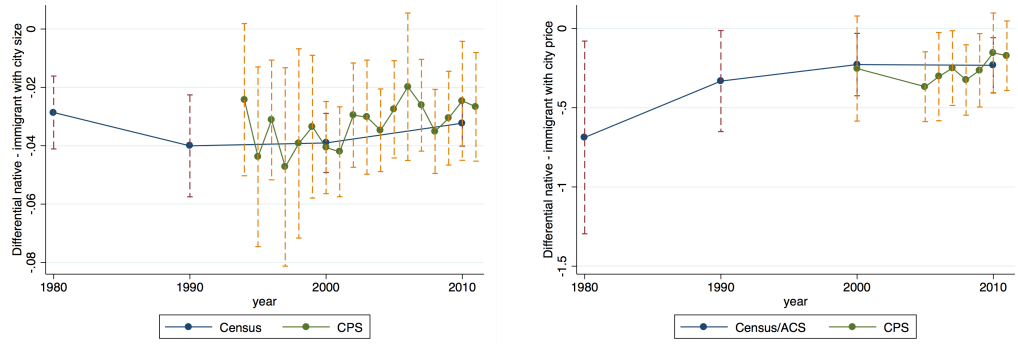 Differential native - immigrant with city size
0
-.02
-.04
-.06
-.08
1980
1990
2000
2010
year
Census
CPS
Differential native - immigrant with city price
0
-.5
-1
-1.5
1980
1990
2000
2010
year
Census/ACS
CPS